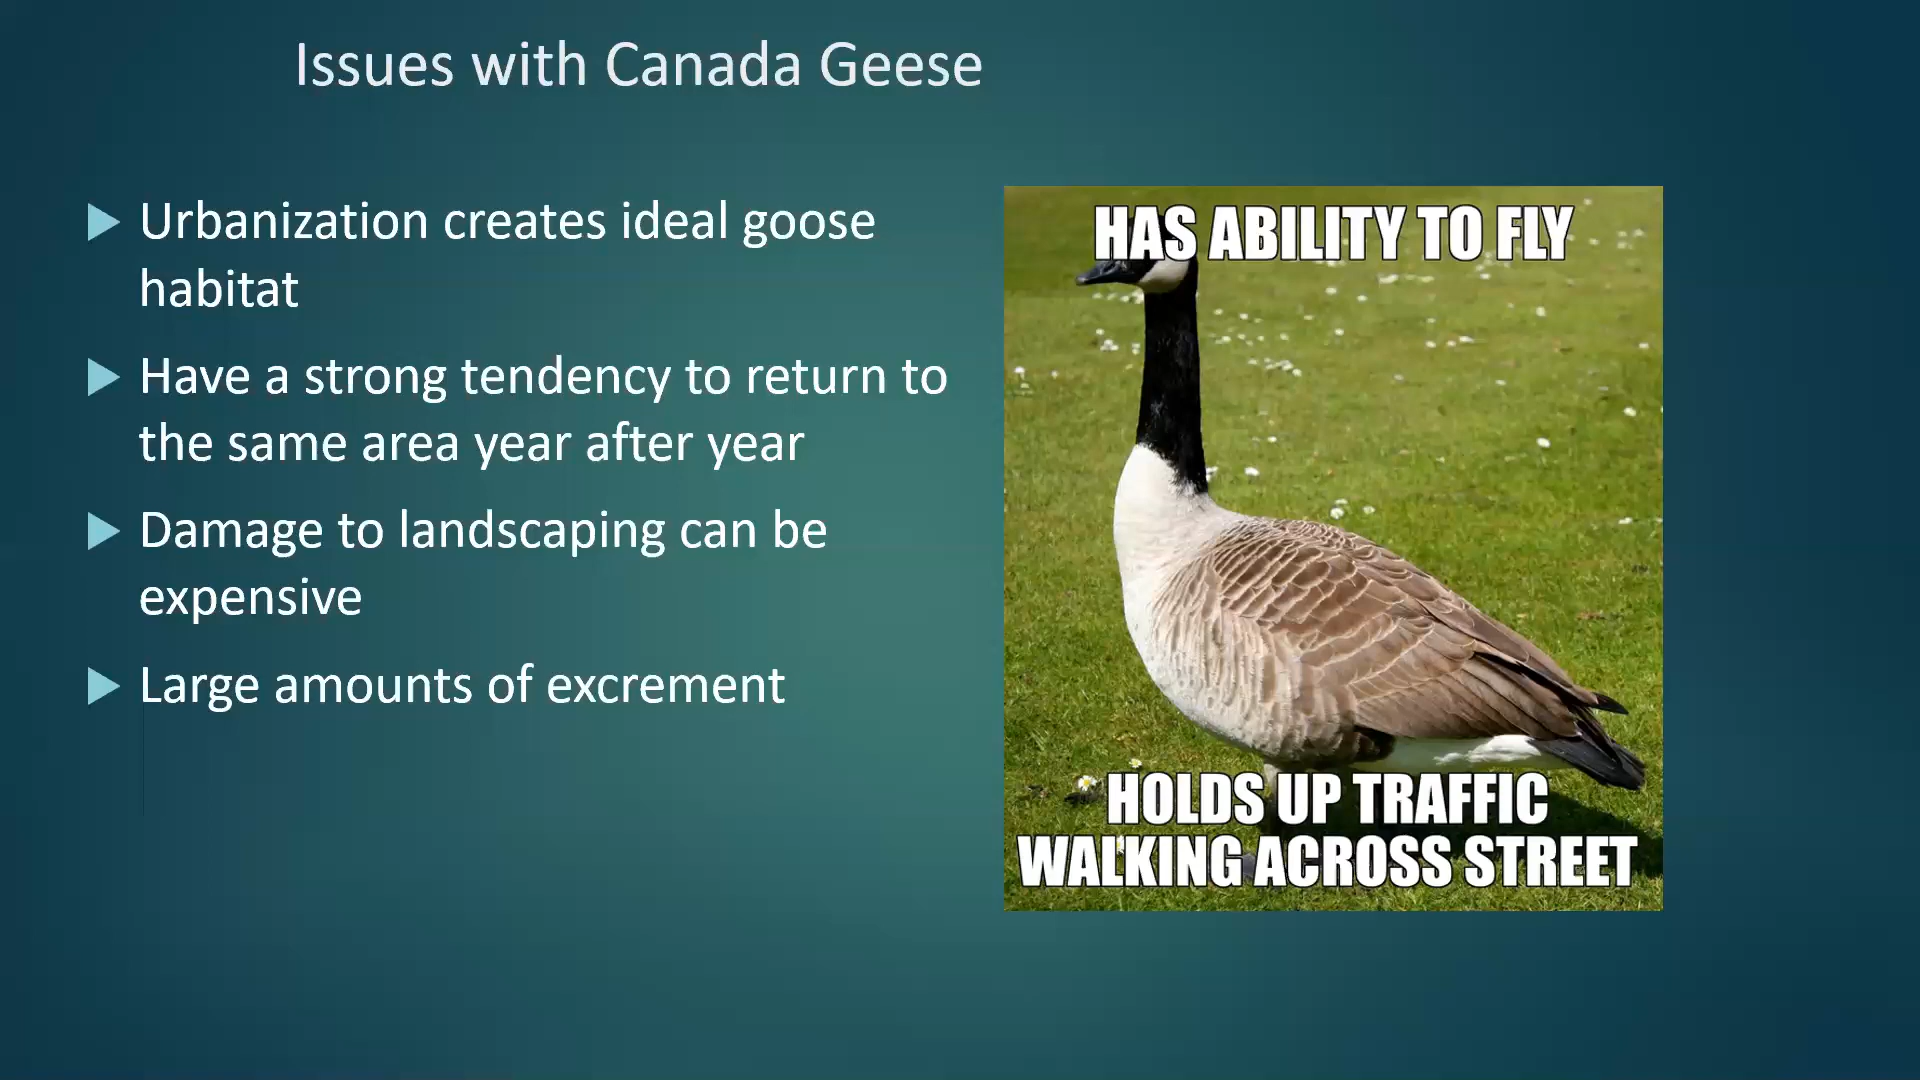 Issues with Canada Geese
Urbanization creates ideal goose
habitat
Have a strong tendency to return to
the same area year after year
Damage to landscaping can be
expensive
Large amounts of excrement
HAS ABILITY TO FLY
HOLDS UP TRAFFIC
WALKING ACROSS STREET